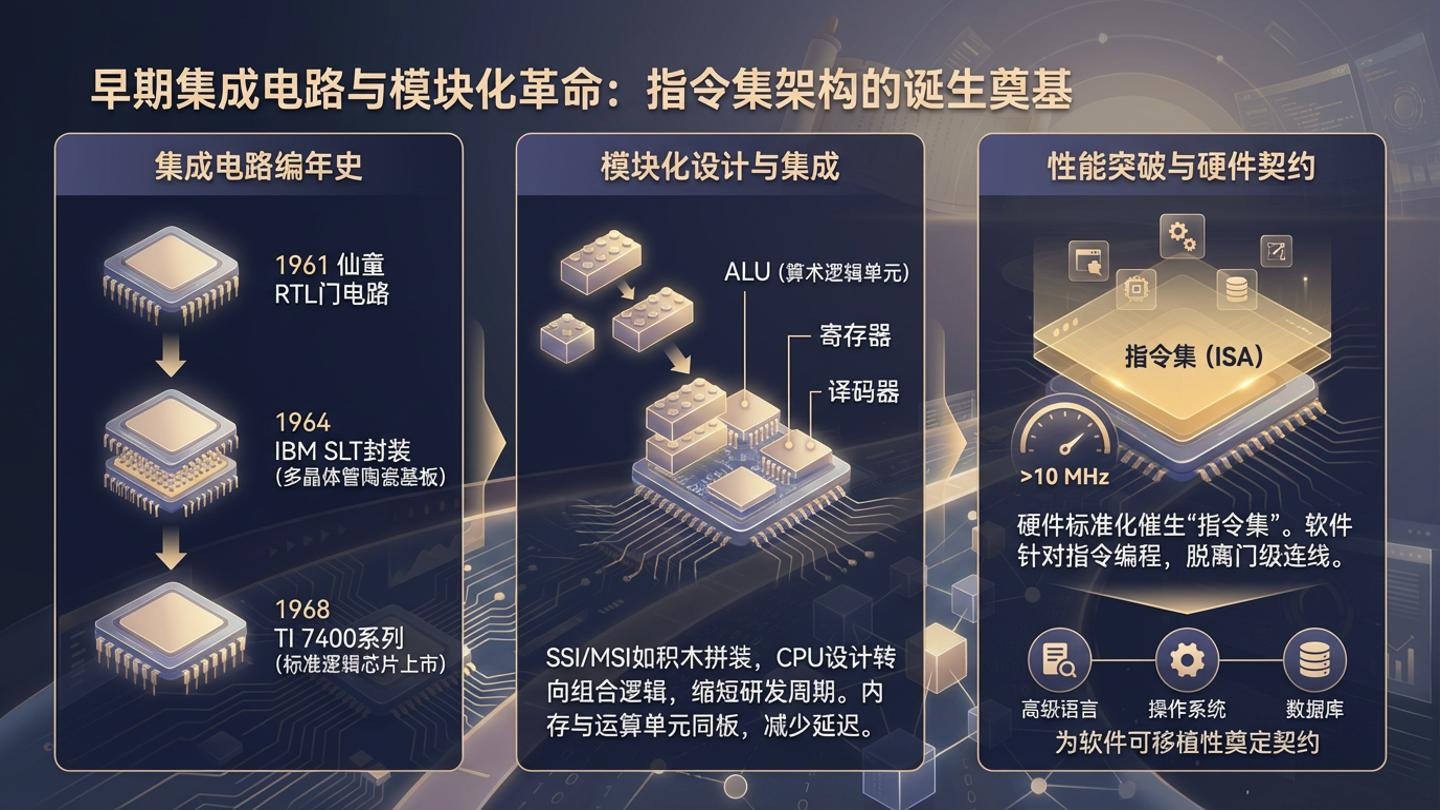 早期集成电路与模块化革命：指令集架构的诞生奠基
集成电路编年史
1961 仙童
RTL门电路
1964
IBM SLT封装
（多晶体管陶瓷基板）
1968
TI 7400系列
（标准逻辑芯片上市）
模块化设计与集成
ALU（算术逻辑单元）
寄存器
译码器
SSI/MSI如积木拼装，CPU设计转
向组合逻辑，缩短研发周期。内
存与运算单元同板，减少延迟。
性能突破与硬件契约
指令集（ISA）
>10 MHz
硬件标准化催生“指令集”。软件
针对指令编程，脱离门级连线。
高级语言
操作系统
数据库
为软件可移植性奠定契约